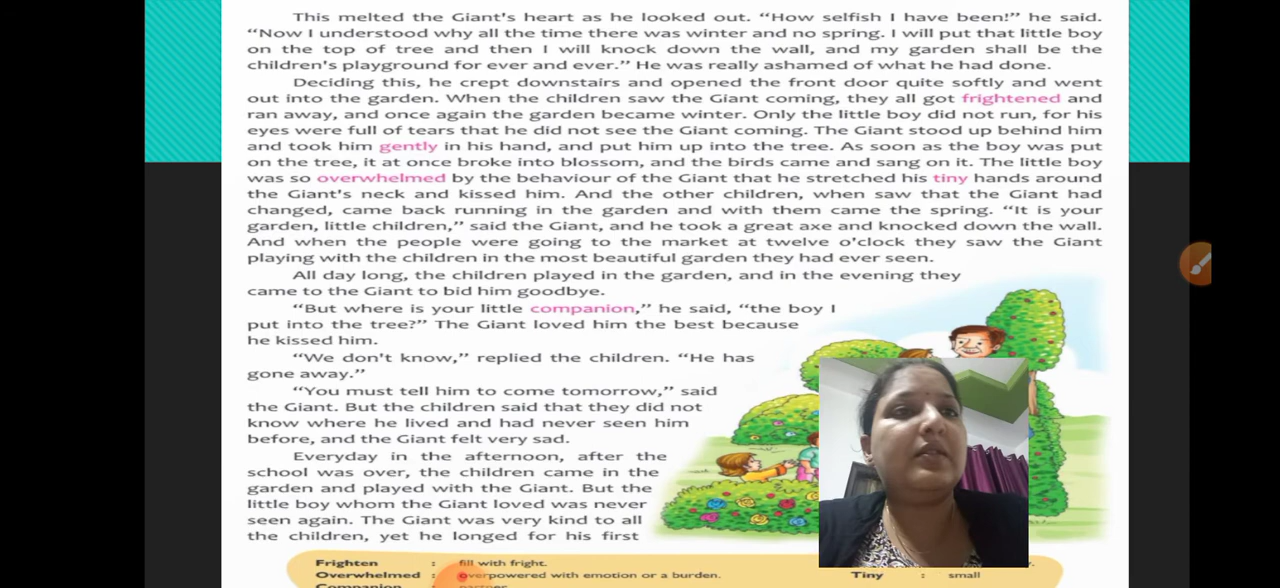 This melted the Giant's heart as he looked out. “How selfish I have been!” he said.
“Now I understood why all the time there was winter and no spring. I will put that little boy
on the top of tree and then I will knock down the wall, and my garden shall be the
children's playground for ever and ever.” He was really ashamed of what he had done.
Deciding this, he crept downstairs and opened the front door quite softly and went
out into the garden. When the children saw the Giant coming, they all got frightened and
ran away, and once again the garden became winter. Only the little boy did not run, for his
eyes were full of tears that he did not see the Giant coming. The Giant stood up behind him
and took him gently in his hand, and put him up into the tree. As soon as the boy was put
on the tree, it at once broke into blossom, and the birds came and sang on it. The little boy
was so overwhelmed by the behaviour of the Giant that he stretched his tiny hands around
the Giant's neck and kissed him. And the other children, when saw that the Giant had
changed, came back running in the garden and with them came the spring. “It is your
garden, little children,” said the Giant, and he took a great axe and knocked down the wall.
And when the people were going to the market at twelve o’clock they saw the Giant
playing with the children in the most beautiful garden they had ever seen.
All day long, the children played in the garden, and in the evening they
came to the Giant to bid him goodbye.
“But where is your little companion,” he said, “the boy I
put into the tree?” The Giant loved him the best because
he kissed him.
“We don't know,” replied the children. “He has
gone away.”
“You must tell him to come tomorrow,” said
the Giant. But the children said that they did not
know where he lived and had never seen him
before, and the Giant felt very sad.
Everyday in the afternoon, after the
school was over, the children came in the
garden and played with the Giant. But the
little boy whom the Giant loved was never
seen again. The Giant was very kind to all
the children, yet he longed for his first
Frighten : fill with fright.
Overwhelmed : overpowered with emotion or a burden. Tiny : small
Companion partner